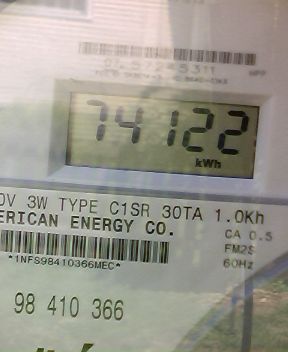 74122
kWh
0V 3W TYPE C1SR 30TA 1.0Kh
ERICAN ENERGY CO.
CA 0.5
FM2S
*1NFS98410366MEC*
60Hz
98 410 366